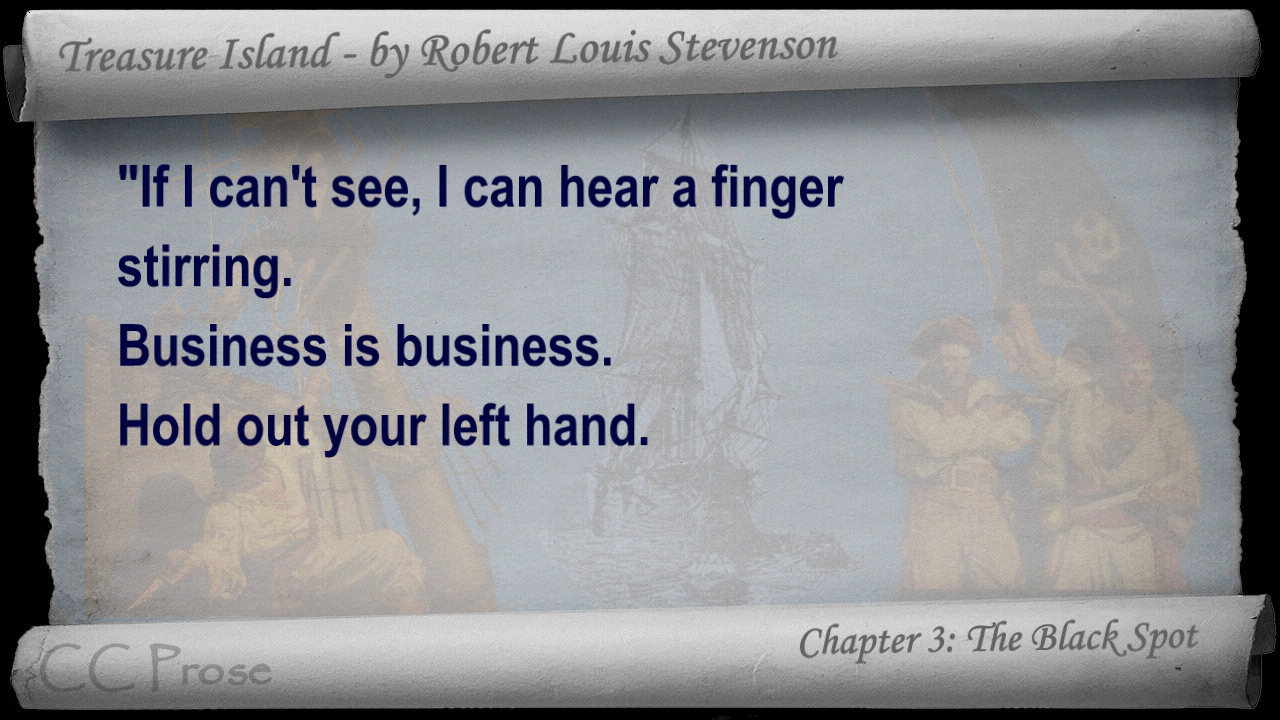 Treasure Island - by Robert Louis Stevenson
"If I can't see, I can hear a finger
stirring.
Business is business.
Hold out your left hand.
Chapter 3: The Black Spot
CC Prose